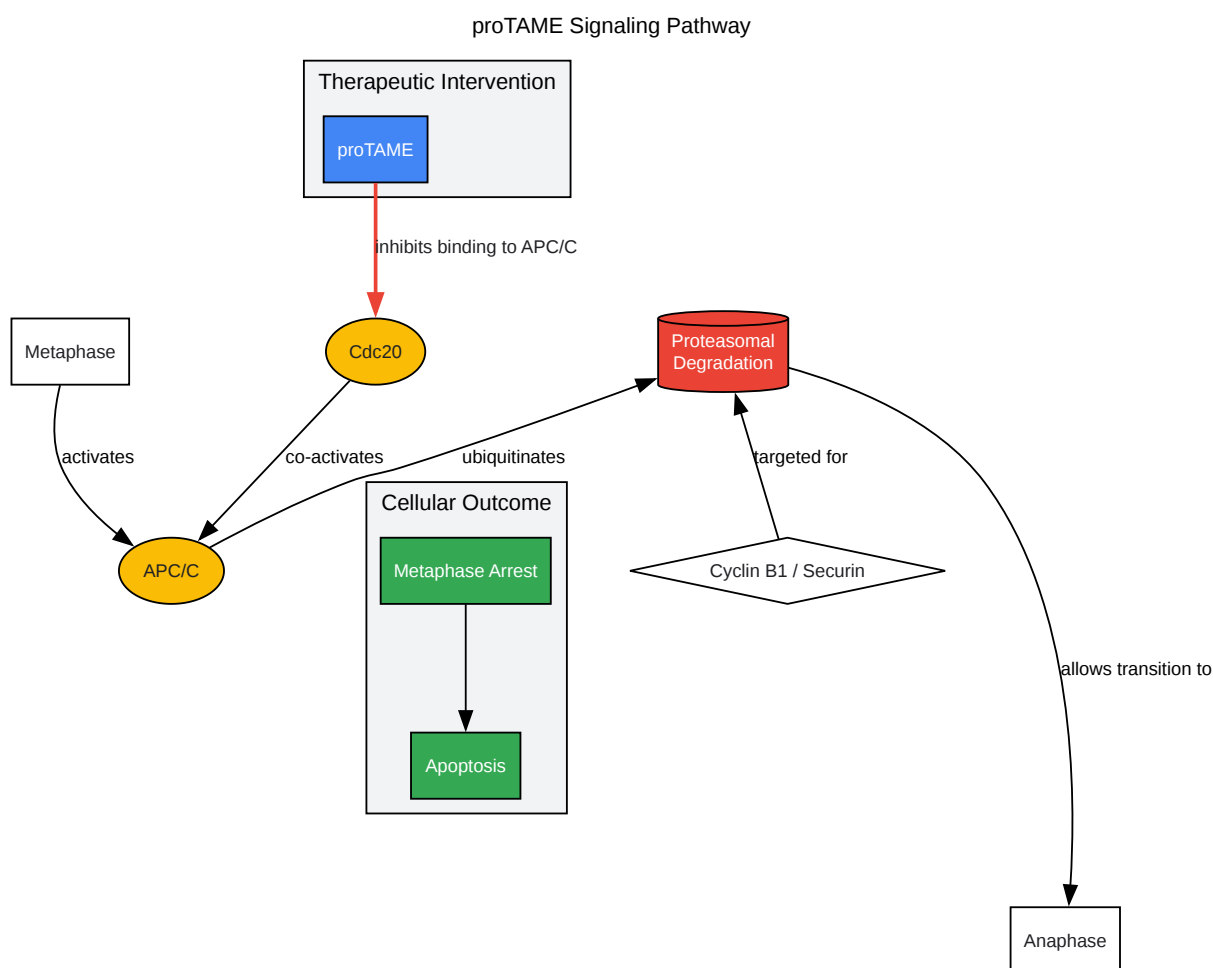 proTAME Signaling Pathway
Therapeutic Intervention
proTAME
inhibits binding to APC/C
Metaphase
Cdc20
Proteasomal
Degradation
activates
co-activates
ubiquitinates
targeted for
Cellular Outcome
APC/C
Metaphase Arrest
Cyclin B1 / Securin
allows transition to
Apoptosis
Anaphase